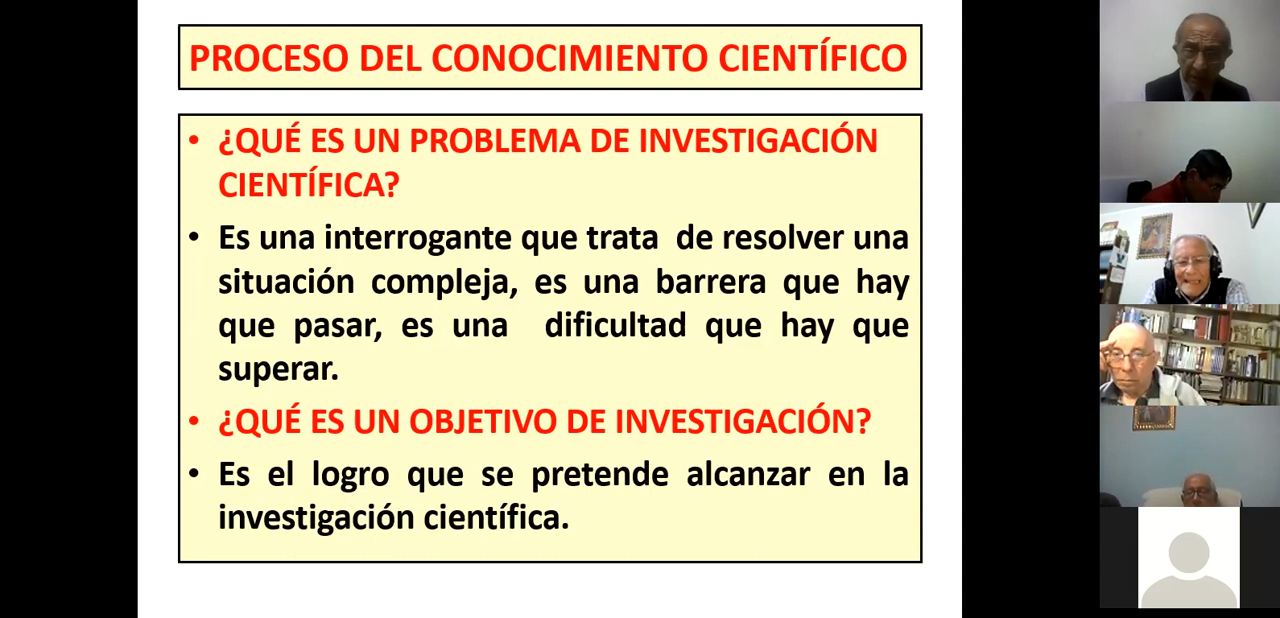 PROCESO DEL CONOCIMIENTO CIENTÍFICO
• ¿QUÉ ES UN PROBLEMA DE INVESTIGACIÓN
CIENTÍFICA?
• Es una interrogante que trata de resolver una
situación compleja, es una barrera que hay
que pasar, es una dificultad que hay que
superar.
• ¿QUÉ ES UN OBJETIVO DE INVESTIGACIÓN?
• Es el logro que se pretende alcanzar en la
investigación científica.